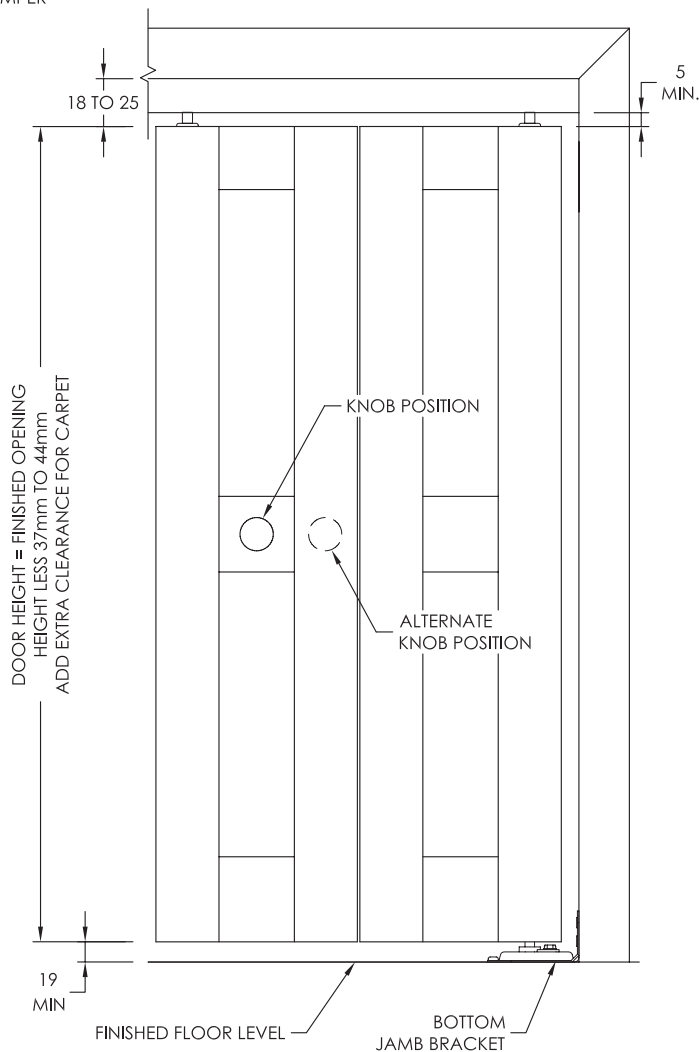 5
MIN.
18 TO 25
DOOR HEIGHT = FINISHED OPENING
HEIGHT LESS 37mm TO 44mm
ADD EXTRA CLEARANCE FOR CARPET
KNOB POSITION
ALTERNATE
KNOB POSITION
19
MIN
FINISHED FLOOR LEVEL
BOTTOM
JAMB BRACKET